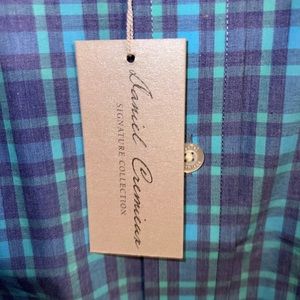 Daniel Cremieux
SIGNATURE COLLECTION